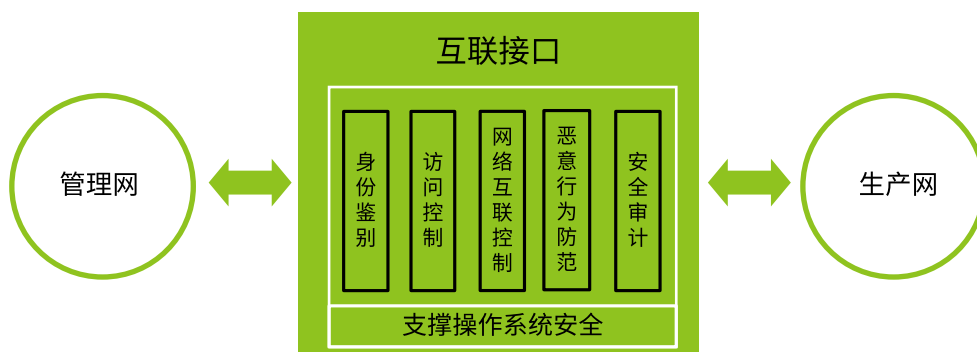 互联接口
管理网
身份鉴别
访问控制
网络互联控制
恶意行为防范
安全审计
生产网
支撑操作系统安全